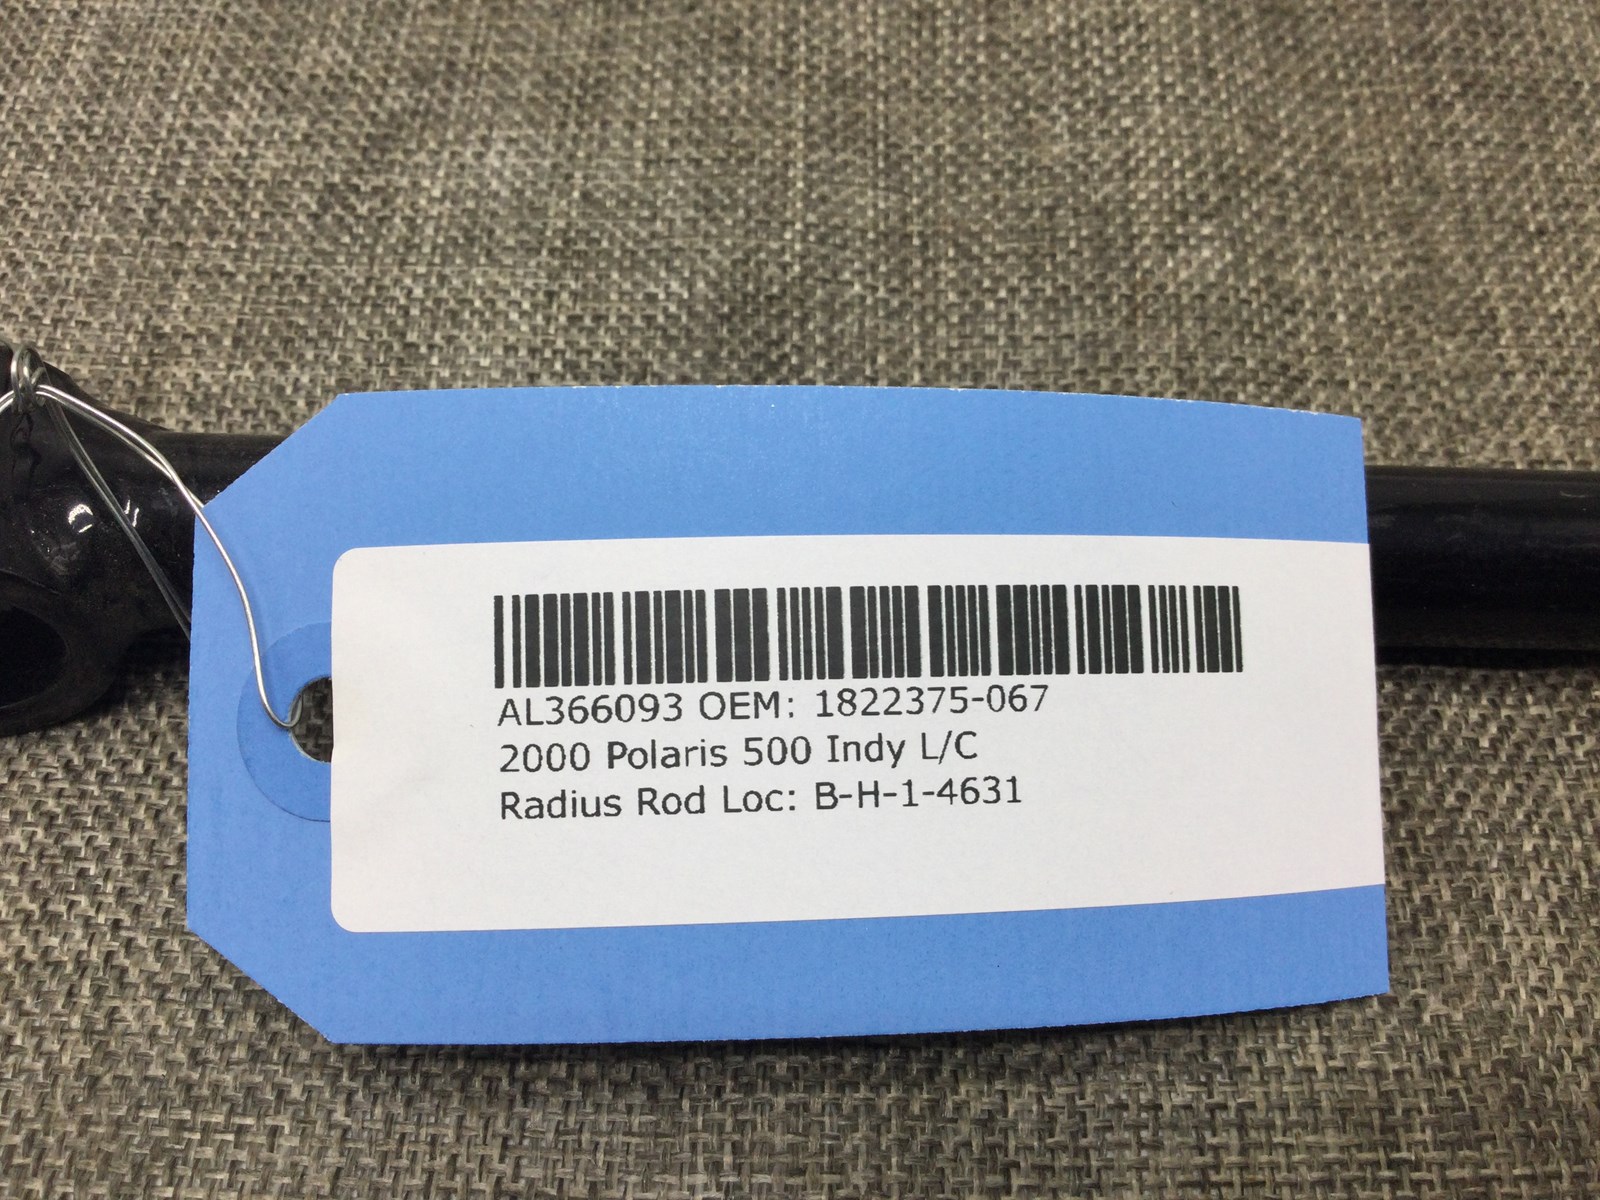 AL366093 OEM: 1822375-067
2000 Polaris 500 Indy L/C
Radius Rod Loc: B-H-1-4631